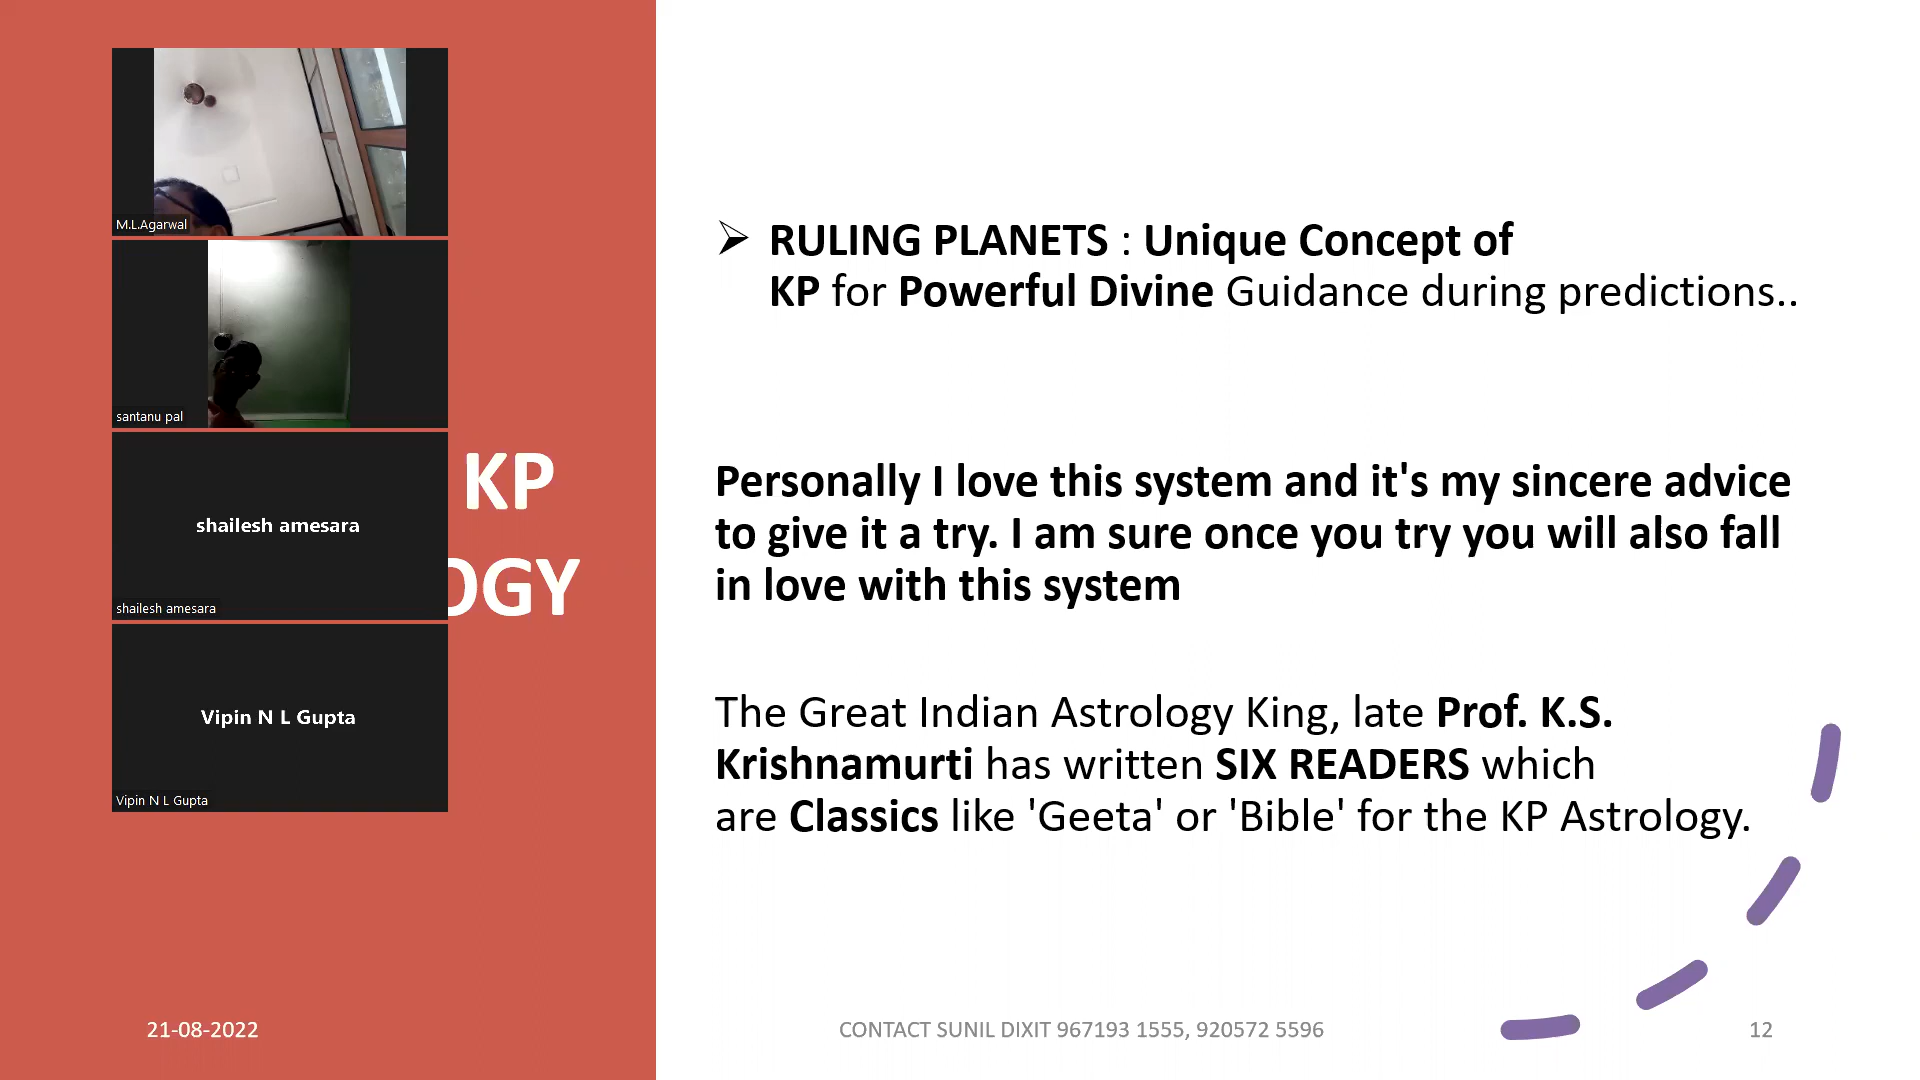 M.L.Agarwal
santanu pal
shailesh amesara
shailesh amesara
Vipin N L Gupta
Vipin N L Gupta
KP
OGY
➢ RULING PLANETS : Unique Concept of
KP for Powerful Divine Guidance during predictions..
Personally I love this system and it's my sincere advice
to give it a try. I am sure once you try you will also fall
in love with this system
The Great Indian Astrology King, late Prof. K.S.
Krishnamurti has written SIX READERS which
are Classics like 'Geeta' or 'Bible' for the KP Astrology.
21-08-2022
CONTACT SUNIL DIXIT 967193 1555, 920572 5596
12